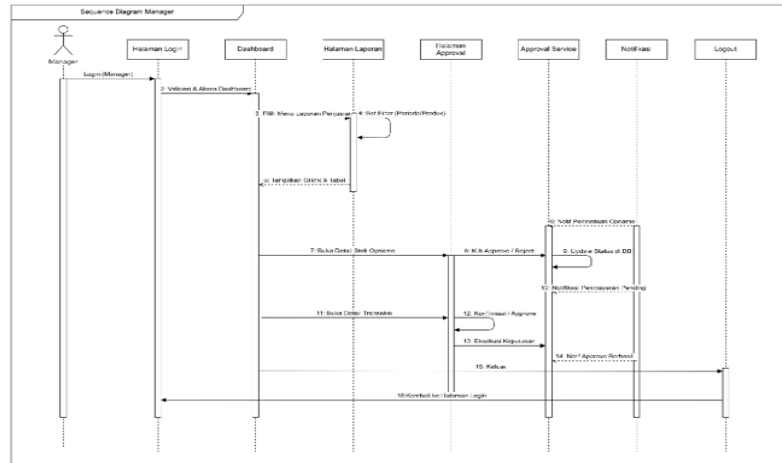 Sequence Diagram Manager
Halaman Login
Dashboard
Halaman Laporan
Halaman
Approval
Approval Service
Notifikasi
Logout
Manager
Login (Manager)
2: Validasi & Akses Dashboard
3: Pilih Menu Laporan Penjualan
4: Set Filter (Periode/Produk)
Tampilkan Grafik & Tabel
Notif Permintaan Opname
7: Buka Detail Stok Opname
Klik Approve / Reject
9: Update Status di DB
10: Notifikasi Pembayaran Pending
11: Buka Detail Transaksi
12: Konfirmasi / Approve
13: Eksekusi Keputusan
14: Notif Approve Berhasil
15: Keluar
16: Kembali ke Halaman Login